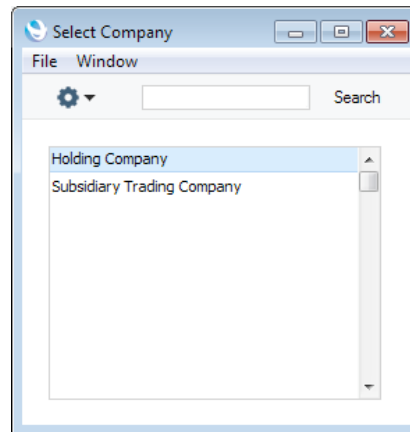 Select Company
File Window
Search
Holding Company
Subsidiary Trading Company